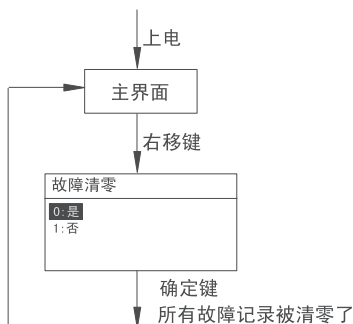 上电
主界面
右移键
故障清零
0:是
1:否
确定键
所有故障记录被清零了